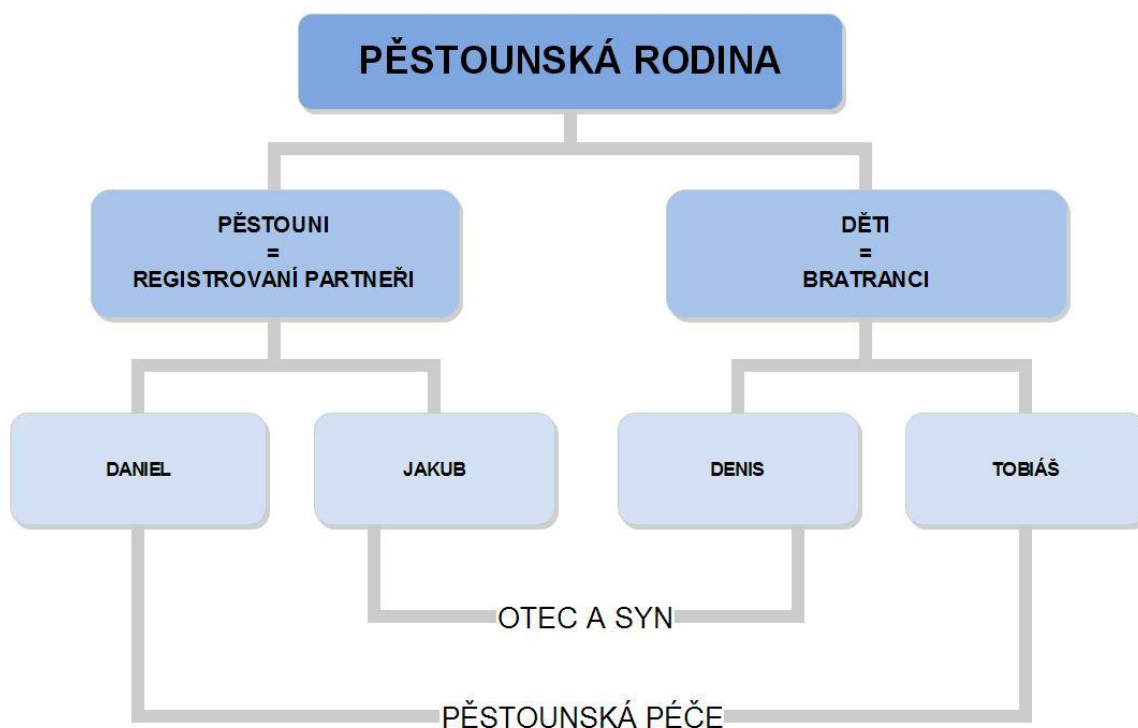 PĚSTOUNSKÁ RODINA
PĚSTOUNI
=
REGISTROVANÍ PARTNEŘI
DĚTI
=
BRATRANCI
DANIEL
JAKUB
DENIS
TOBIÁŠ
OTEC A SYN
PĚSTOUNSKÁ PÉČE